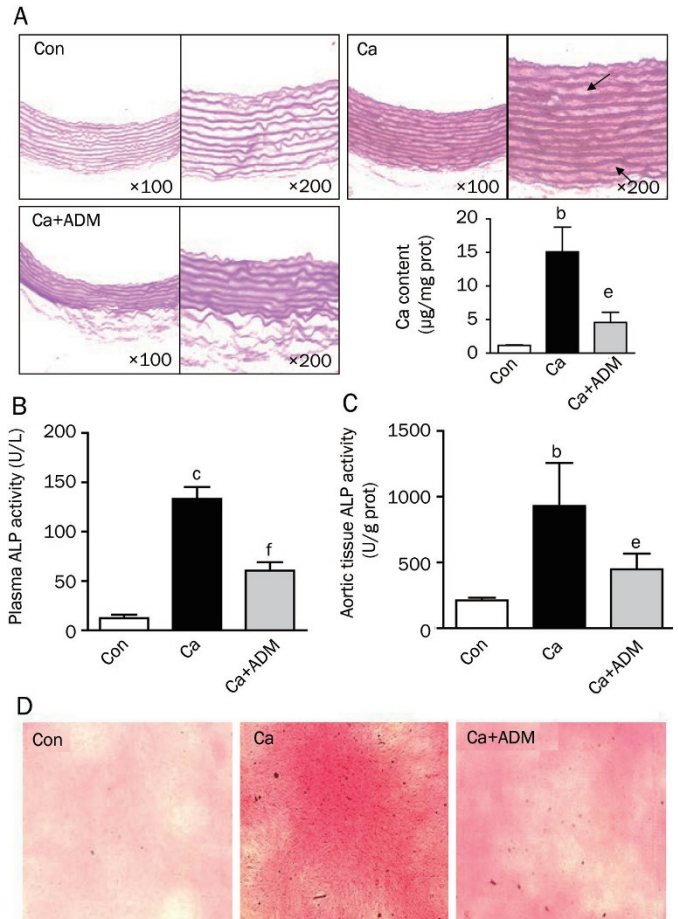 A
Con
×100
×200
Ca
×100
×200
Ca+ADM
×100
×200
Ca content
(µg/mg prot)
20
15
10
5
0
b
e
Con
Ca
Ca+ADM
B
Plasma ALP activity (U/L)
200
150
100
50
0
c
f
Con
Ca
Ca+ADM
C
Aortic tissue ALP activity
(U/g prot)
1500
1000
500
0
b
e
Con
Ca
Ca+ADM
D
Con
Ca
Ca+ADM